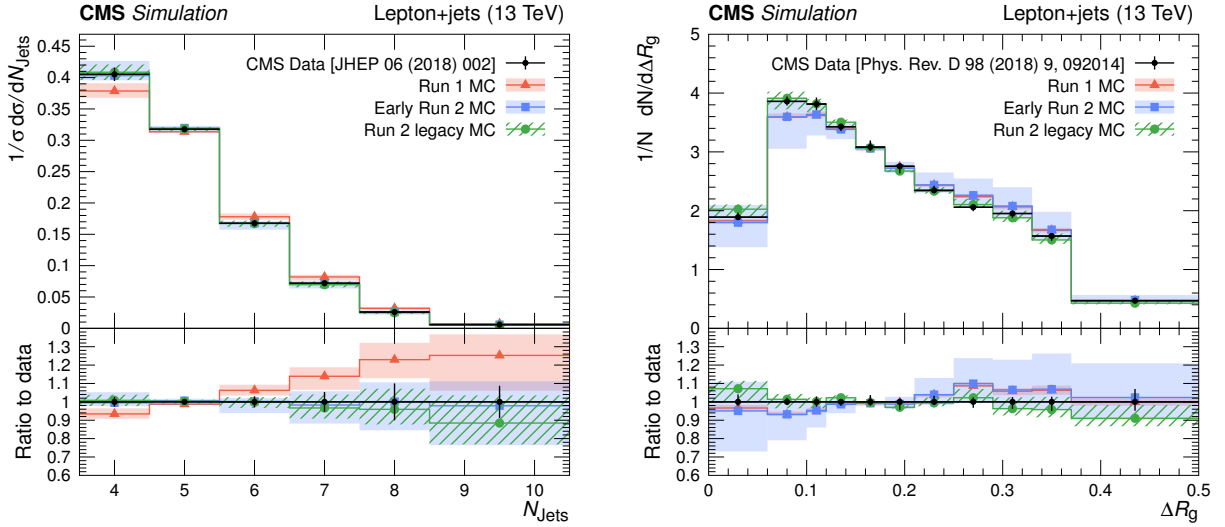 CMS Simulation Lepton+jets (13 TeV)
1/σ dσ/dN_Jets
0.45
0.4
0.35
0.3
0.25
0.2
0.15
0.1
0.05
0
CMS Data [JHEP 06 (2018) 002]
Run 1 MC
Early Run 2 MC
Run 2 legacy MC
Ratio to data
1.3
1.2
1.1
1
0.9
0.8
0.7
0.6
4 5 6 7 8 9 10
N_Jets
CMS Simulation Lepton+jets (13 TeV)
1/N dN/dΔR_g
5
4
3
2
1
0
CMS Data [Phys. Rev. D 98 (2018) 9, 092014]
Run 1 MC
Early Run 2 MC
Run 2 legacy MC
Ratio to data
1.3
1.2
1.1
1
0.9
0.8
0.7
0.6
0 0.1 0.2 0.3 0.4 0.5
ΔR_g